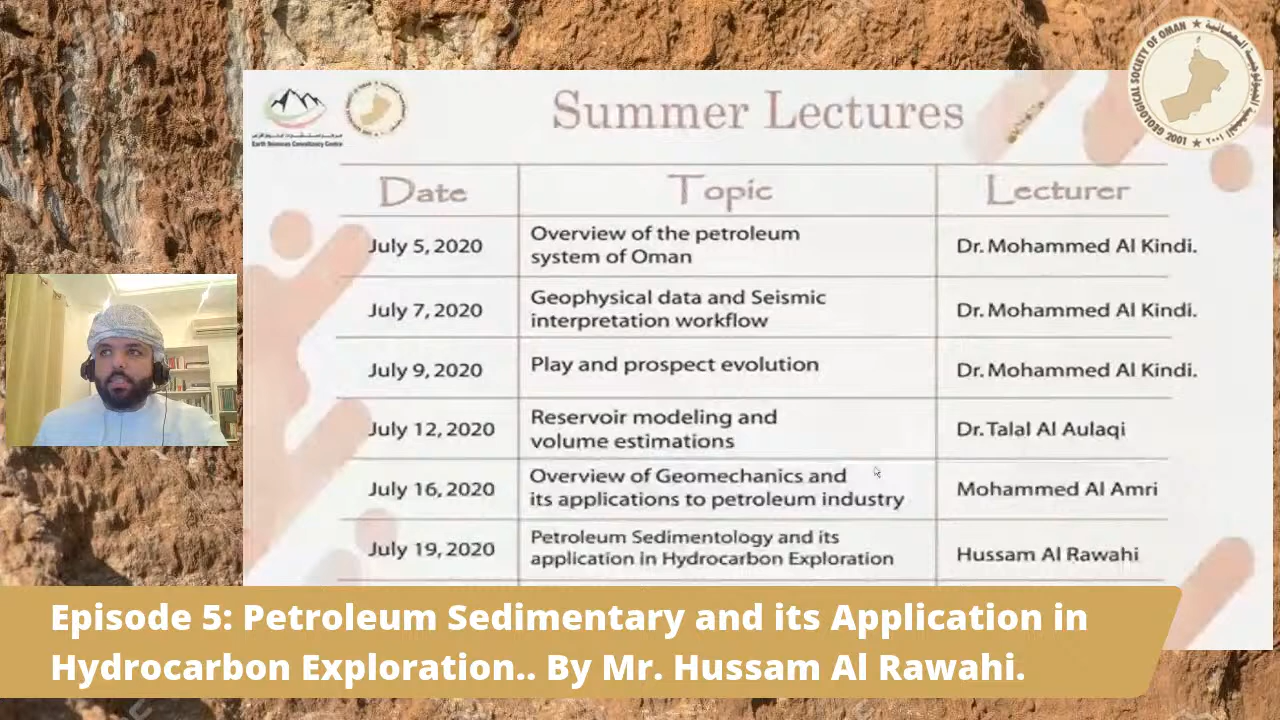 GEOLOGICAL SOCIETY OF OMAN
2001
٢٠٠١
Earth Sciences Consultancy Centre
Summer Lectures
Date Topic Lecturer
July 5, 2020
Overview of the petroleum
system of Oman
Dr. Mohammed Al Kindi.
July 7, 2020
Geophysical data and Seismic
interpretation workflow
Dr. Mohammed Al Kindi.
July 9, 2020
Play and prospect evolution
Dr. Mohammed Al Kindi.
July 12, 2020
Reservoir modeling and
volume estimations
Dr. Talal Al Aulaqi
July 16, 2020
Overview of Geomechanics and
its applications to petroleum industry
Mohammed Al Amri
July 19, 2020
Petroleum Sedimentology and its
application in Hydrocarbon Exploration
Hussam Al Rawahi
Episode 5: Petroleum Sedimentary and its Application in
Hydrocarbon Exploration.. By Mr. Hussam Al Rawahi.